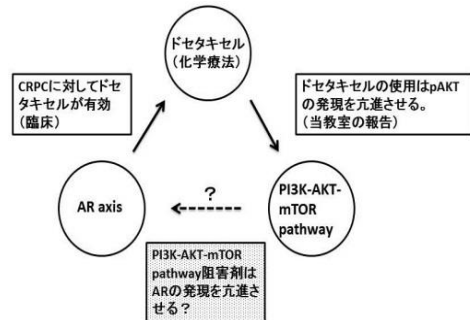 ドセタキセル
(化学療法)
CRPCに対してドセ
タキセルが有効
(臨床)
ドセタキセルの使用はpAKT
の発現を亢進させる。
(当教室の報告)
AR axis
?
PI3K-AKT-
mTOR
pathway
PI3K-AKT-mTOR
pathway阻害剤は
ARの発現を亢進さ
せる?